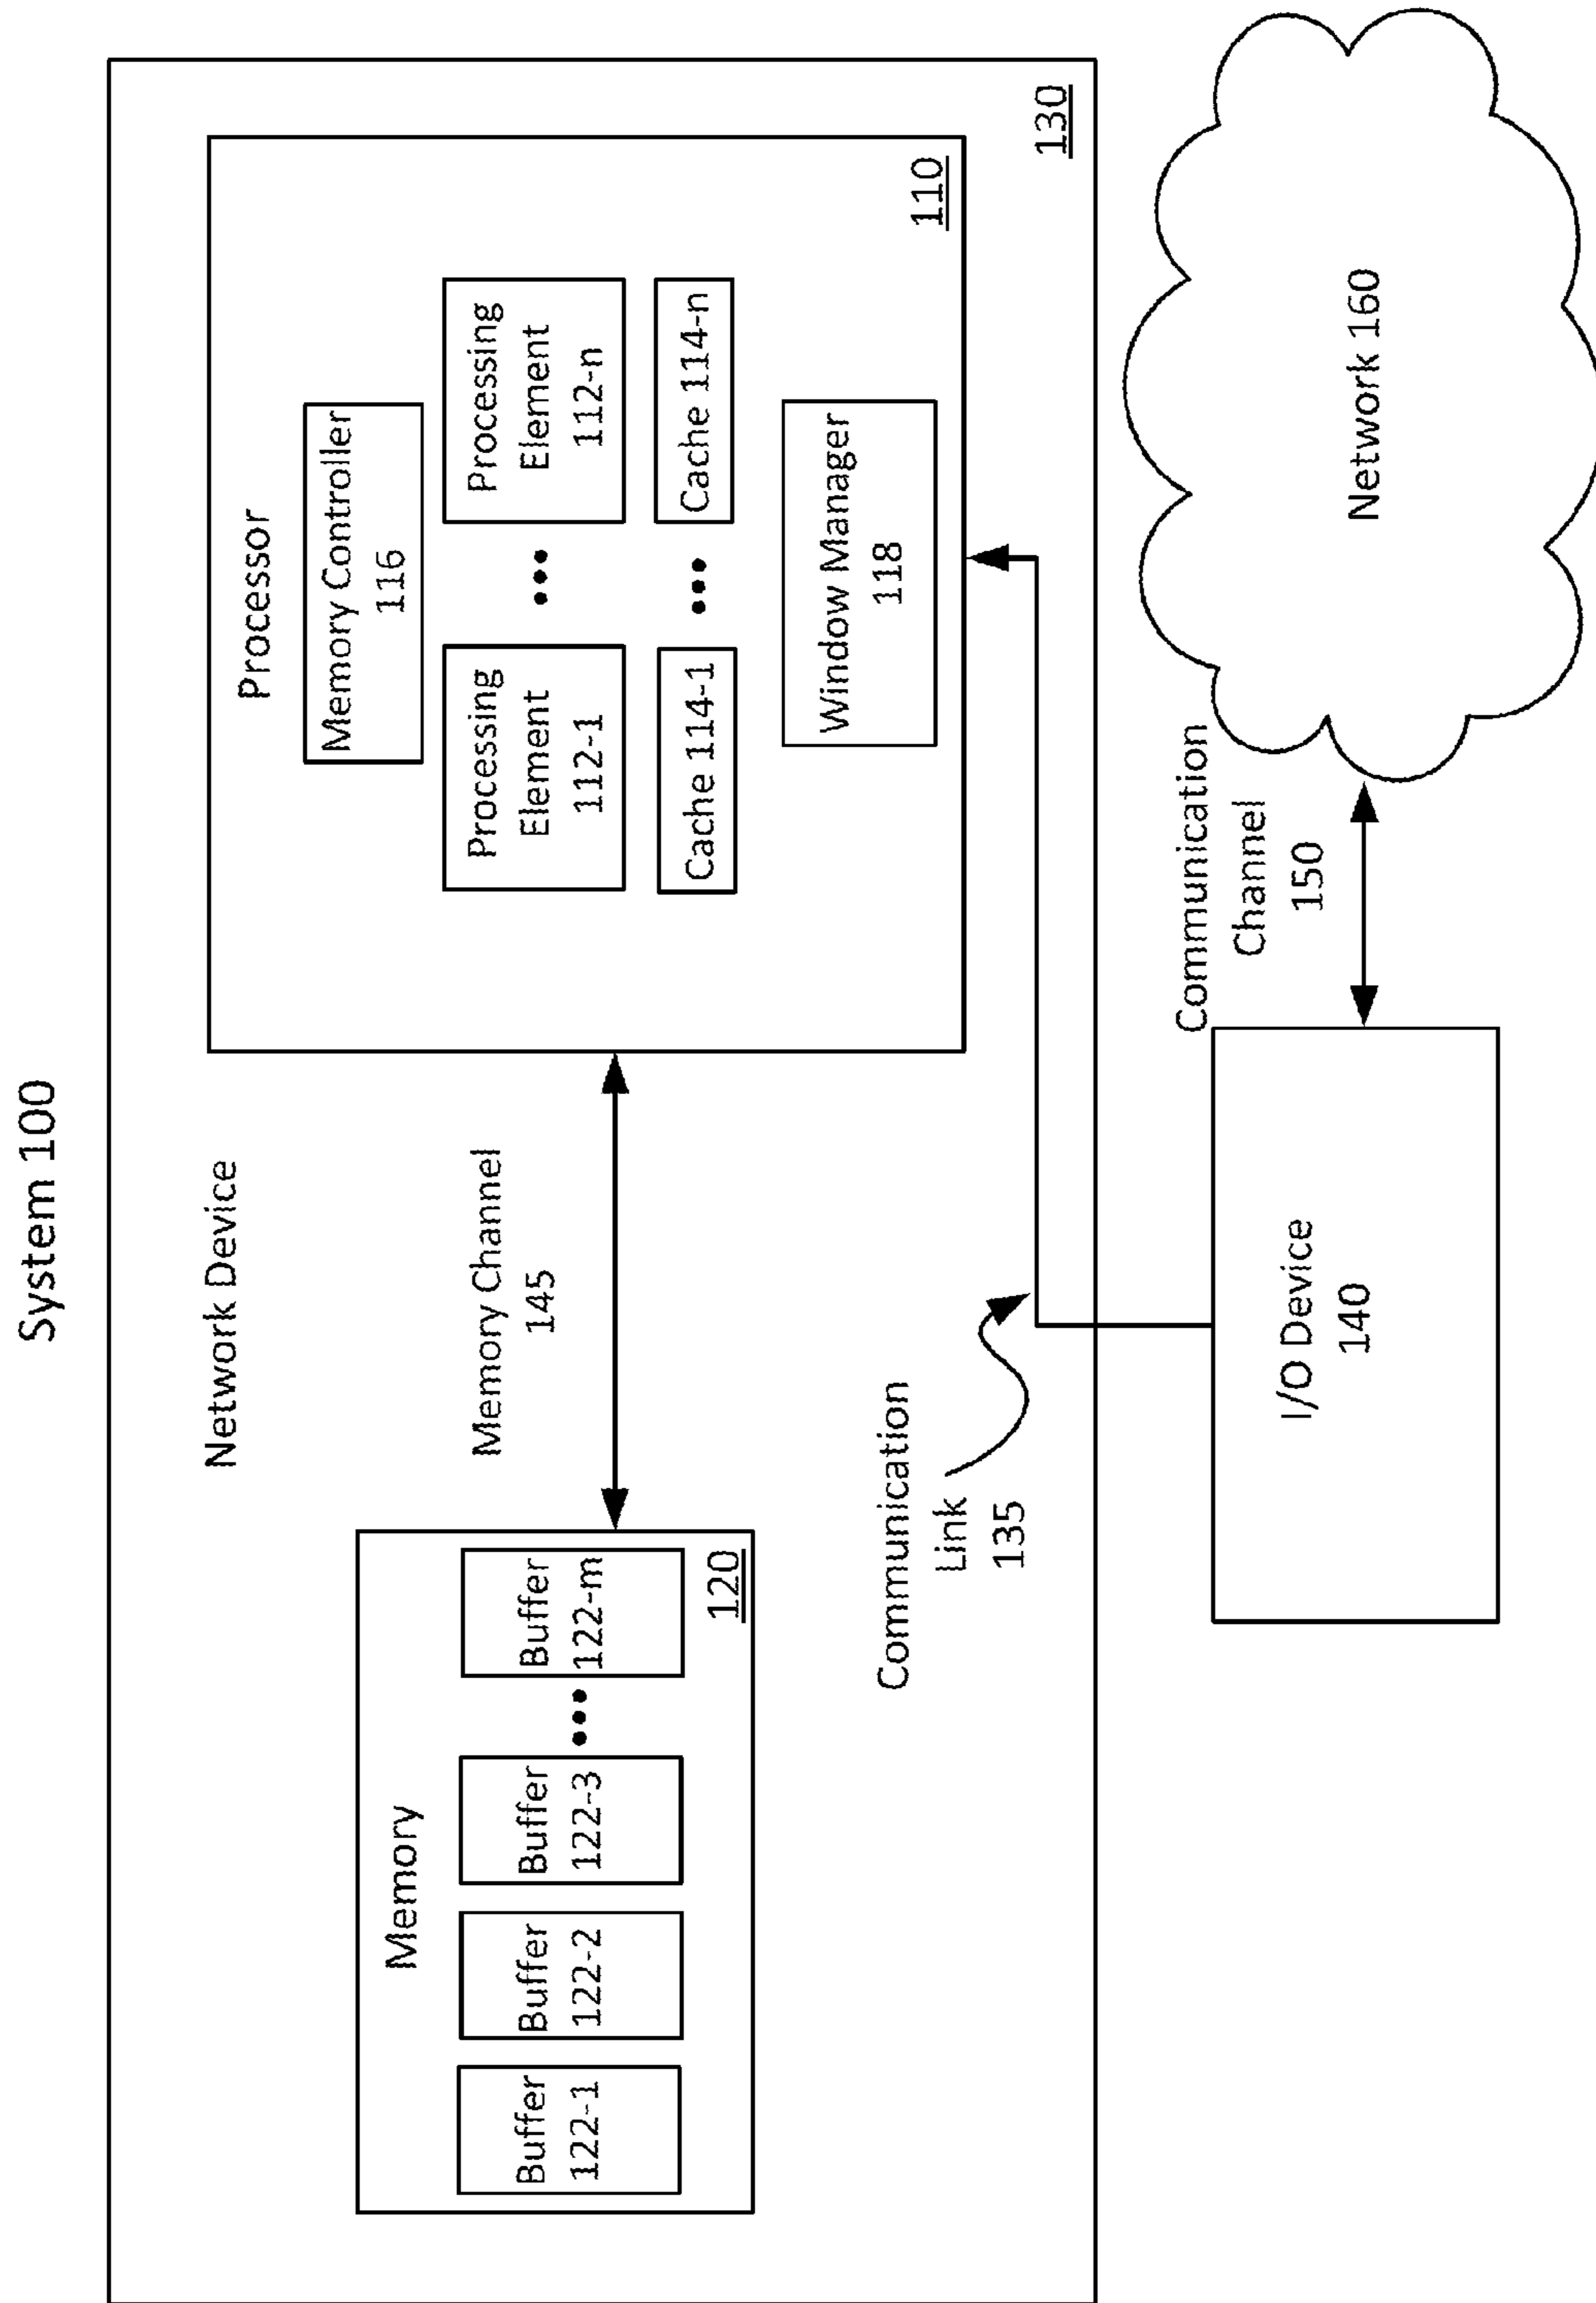 System 100
Network Device
Memory
Buffer
122-1
Buffer
122-2
Buffer
122-3
•••
Buffer
122-m
120
Memory Channel
145
Processor
Memory Controller
116
Processing
Element
112-1
•••
Processing
Element
112-n
Cache 114-1
•••
Cache 114-n
Window Manager
118
110
Communication
Link
135
130
I/O Device
140
Communication
Channel
150
Network 160